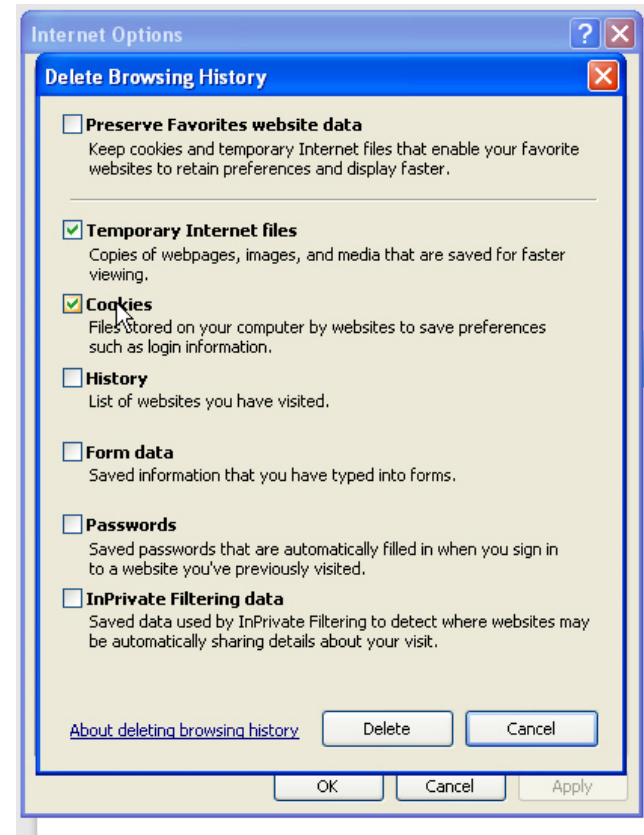 Internet Options
Delete Browsing History
Preserve Favorites website data
Keep cookies and temporary Internet files that enable your favorite
websites to retain preferences and display faster.
Temporary Internet files
Copies of webpages, images, and media that are saved for faster
viewing.
Cookies
Files stored on your computer by websites to save preferences
such as login information.
History
List of websites you have visited.
Form data
Saved information that you have typed into forms.
Passwords
Saved passwords that are automatically filled in when you sign in
to a website you've previously visited.
InPrivate Filtering data
Saved data used by InPrivate Filtering to detect where websites may
be automatically sharing details about your visit.
About deleting browsing history Delete Cancel
OK Cancel Apply